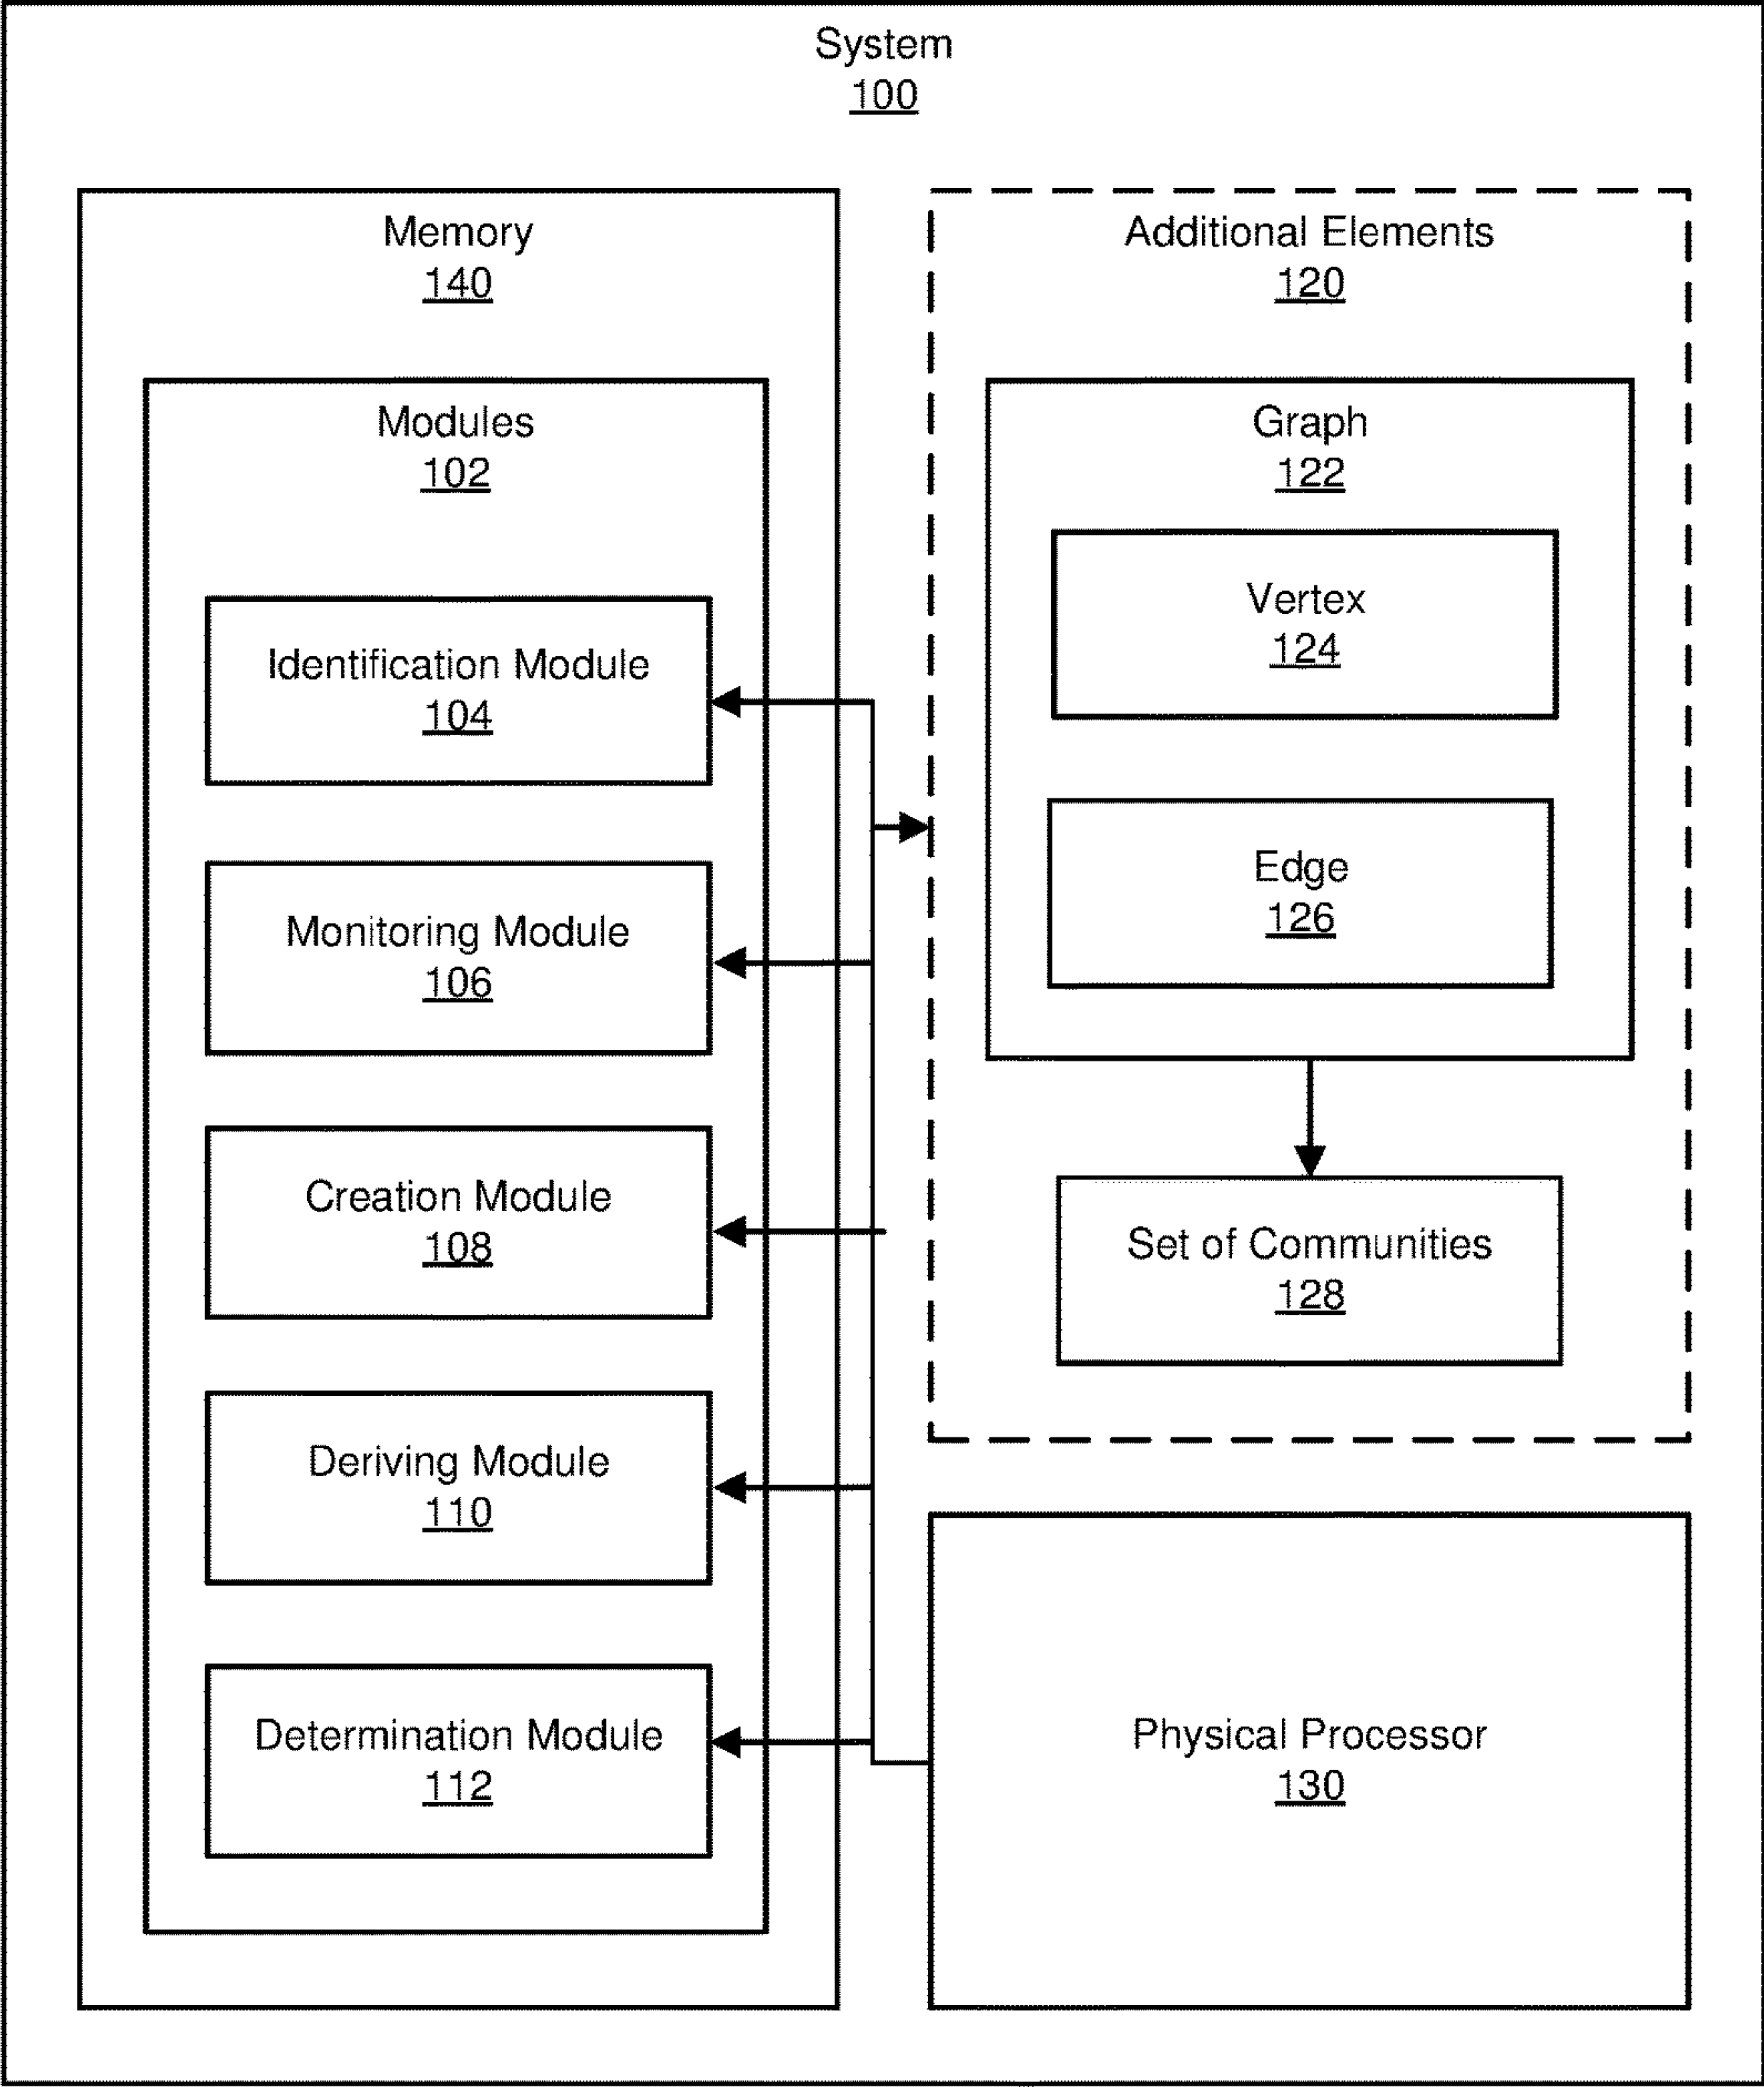 System
100
Memory
140
Modules
102
Identification Module
104
Monitoring Module
106
Creation Module
108
Deriving Module
110
Determination Module
112
Additional Elements
120
Graph
122
Vertex
124
Edge
126
Set of Communities
128
Physical Processor
130